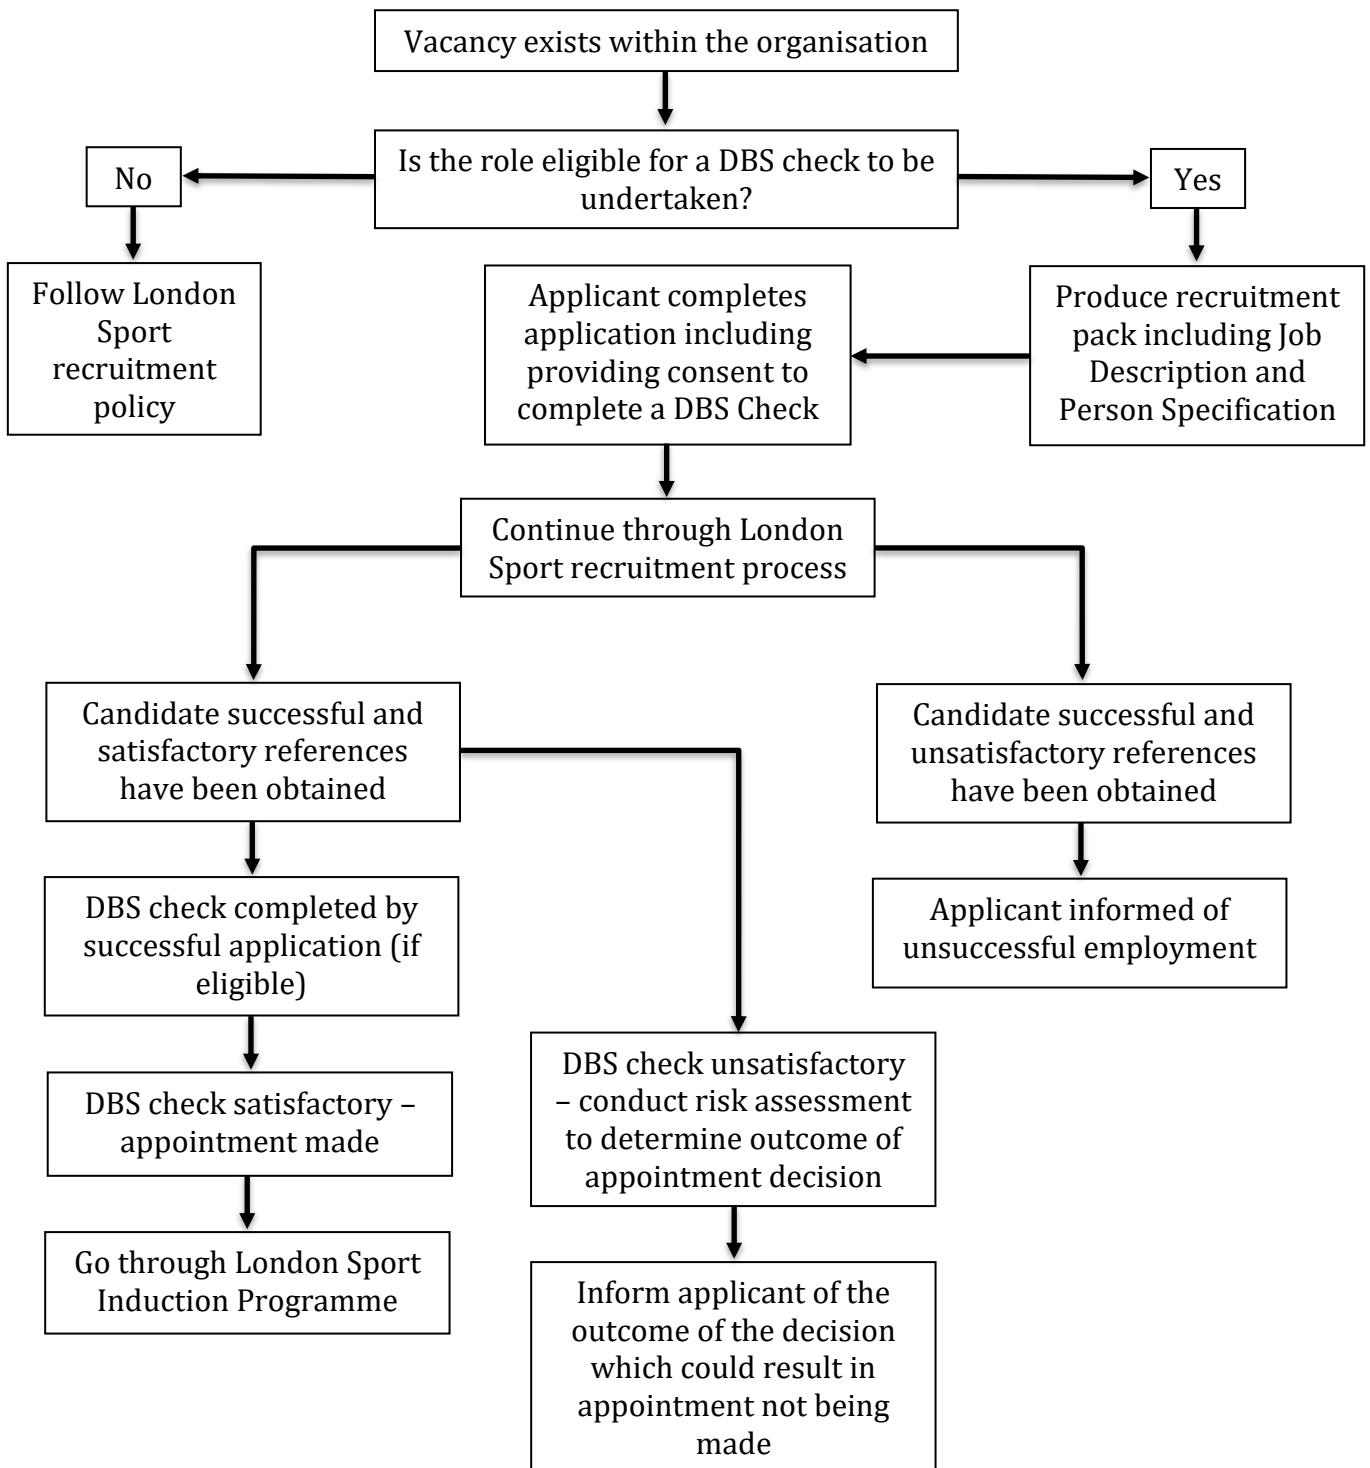 Vacancy exists within the organisation
Is the role eligible for a DBS check to be
undertaken?
No
Yes
Follow London
Sport
recruitment
policy
Applicant completes
application including
providing consent to
complete a DBS Check
Produce recruitment
pack including Job
Description and
Person Specification
Continue through London
Sport recruitment process
Candidate successful and
satisfactory references
have been obtained
Candidate successful and
unsatisfactory references
have been obtained
DBS check completed by
successful application (if
eligible)
Applicant informed of
unsuccessful employment
DBS check satisfactory –
appointment made
DBS check unsatisfactory
– conduct risk assessment
to determine outcome of
appointment decision
Go through London Sport
Induction Programme
Inform applicant of the
outcome of the decision
which could result in
appointment not being
made